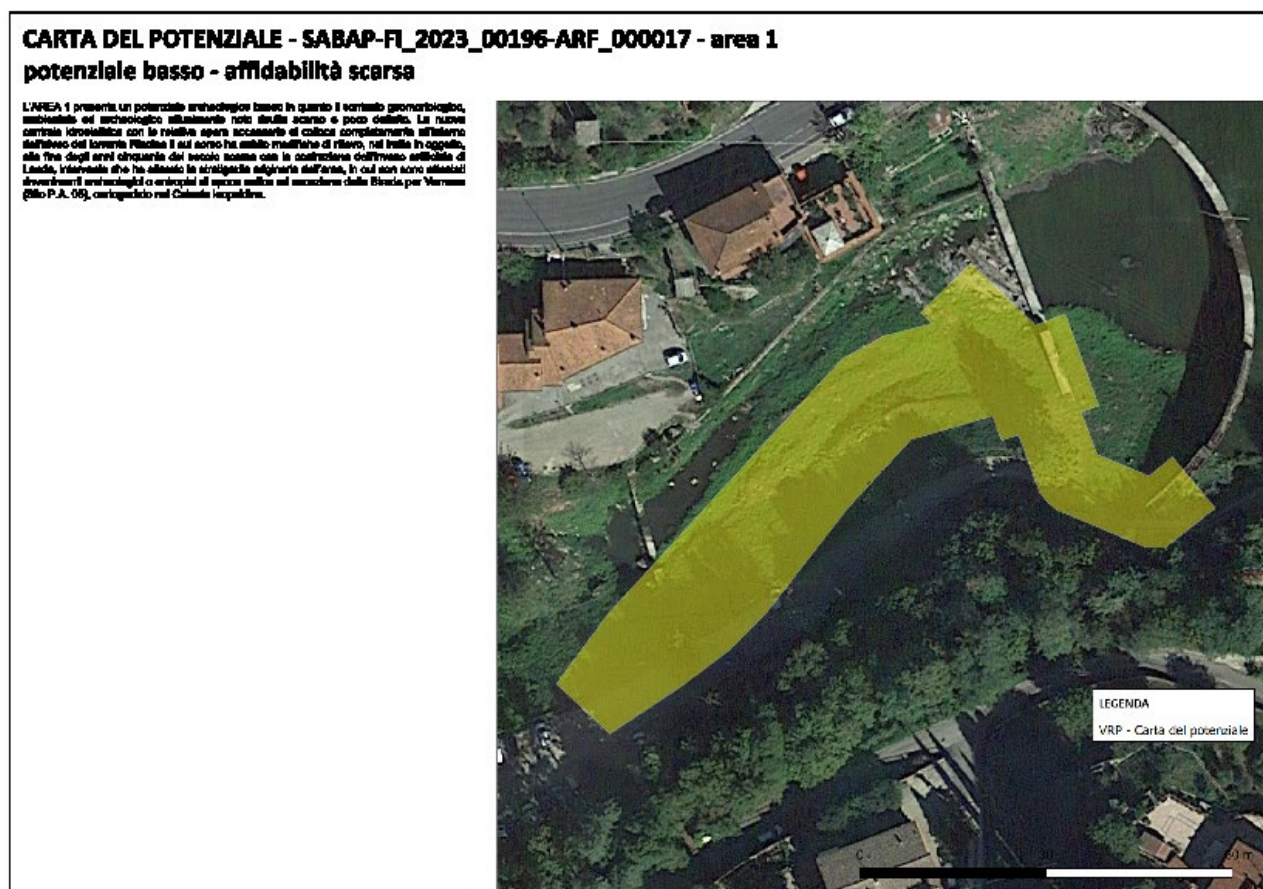 CARTA DEL POTENZIALE - SABAP-FI_2023_00196-ARF_000017 - area 1
potenziale basso - affidabilità scarsa
L'AREA 1 presenta un potenziale archeologico basso in quanto il contesto geomorfologico,
ambientale ed archeologico attualmente noto risulta scarso e poco definito. La nuova
centrale idroelettrica con le relative opere accessorie si colloca completamente all'interno
dell'alveo del torrente il cui corso ha subito modifiche di rilievo, nel tratto in oggetto,
alla fine degli anni cinquanta del secolo scorso con la costruzione dell'invaso artificiale di
intervento che ha alterato la stratigrafia originaria dell'area, in cui non sono attestati
rinvenimenti archeologici o antropici di epoca antica ad eccezione della Strada per
(Sito P.A. 06), cartografato nel Catasto leopoldino.
LEGENDA
VRP - Carta del potenziale
0 30 60 m